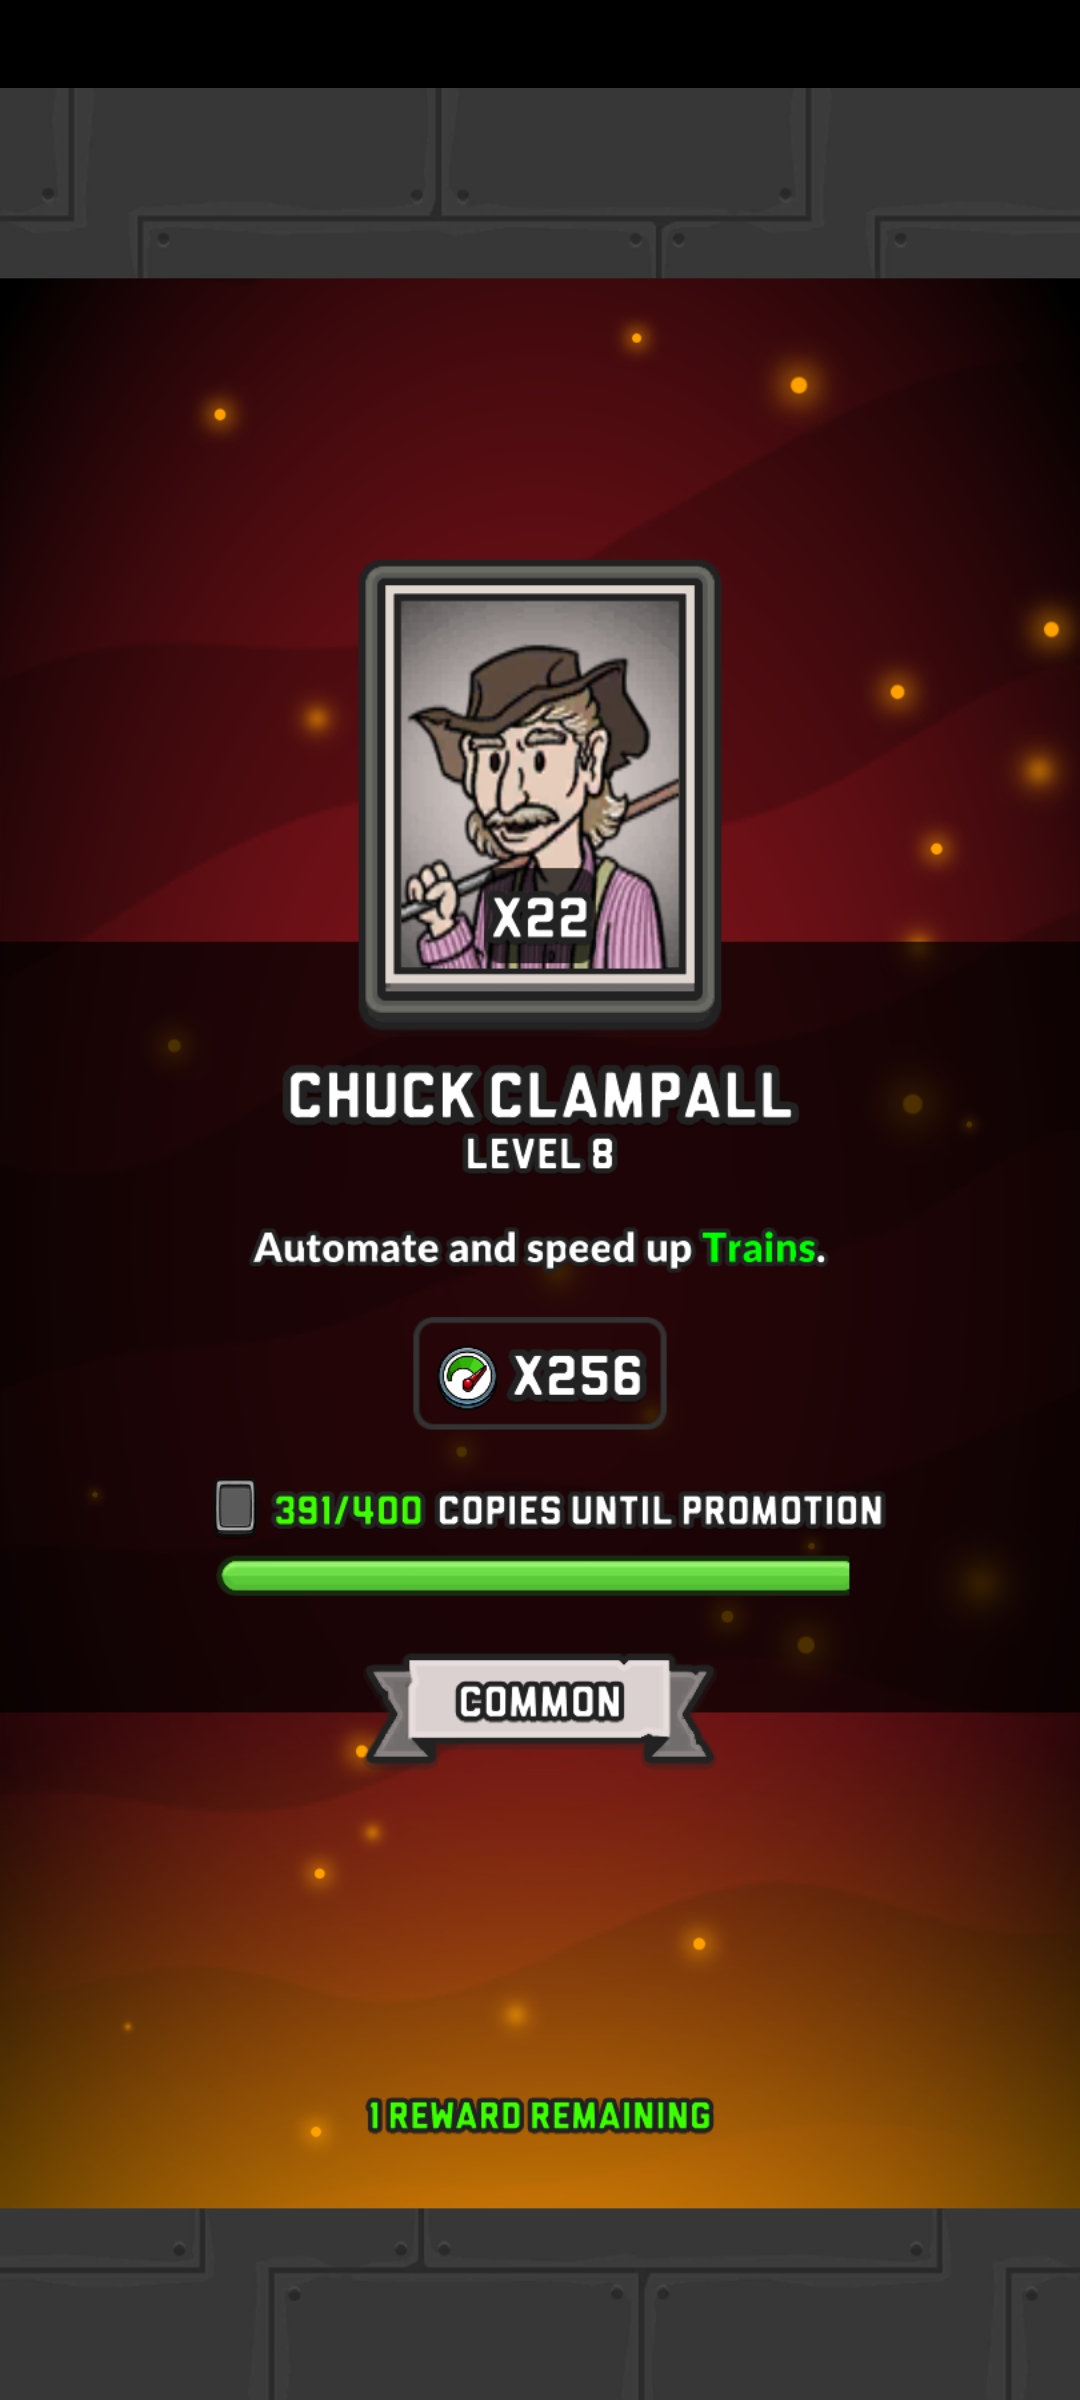 X22
CHUCK CLAMPALL
LEVEL 8
Automate and speed up Trains.
X256
391/400 COPIES UNTIL PROMOTION
COMMON
1 REWARD REMAINING